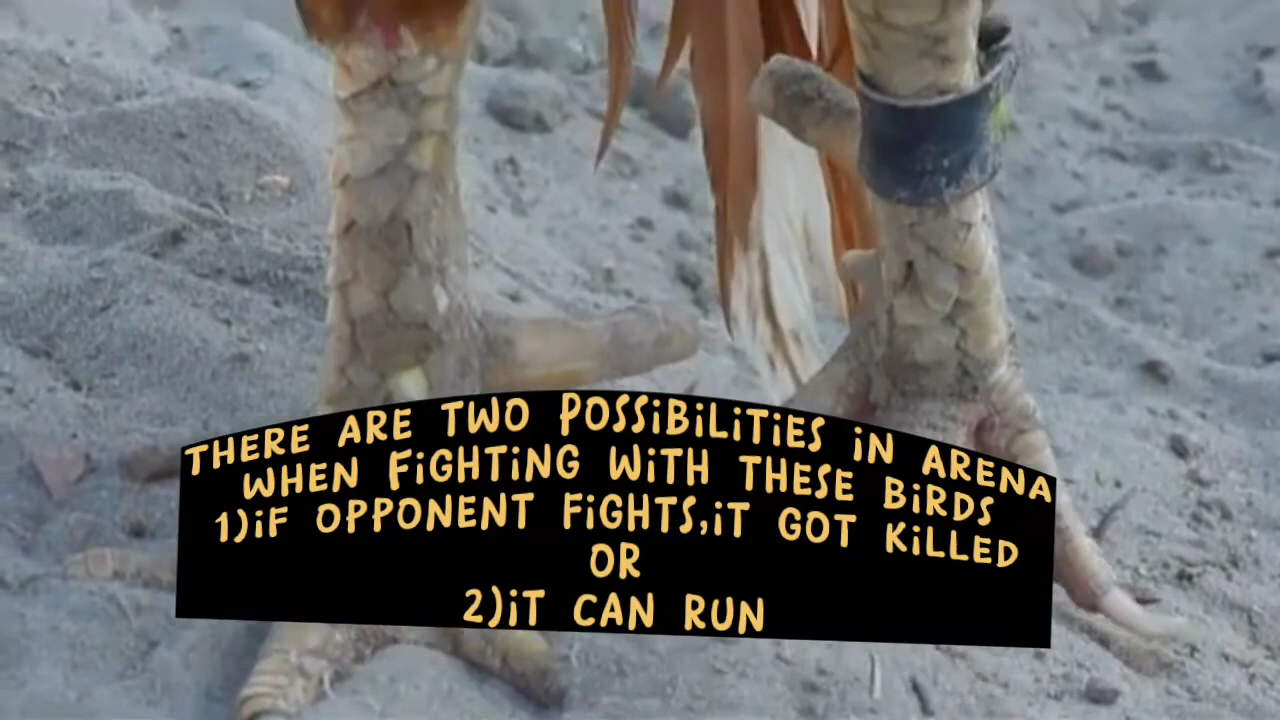 THERE ARE TWO POSSiBiLiTiES iN ARENA
WHEN FiGHTiNG WiTH THESE BiRDS
1)iF OPPONENT FiGHTS,iT GOT KiLLED
OR
2)iT CAN RUN